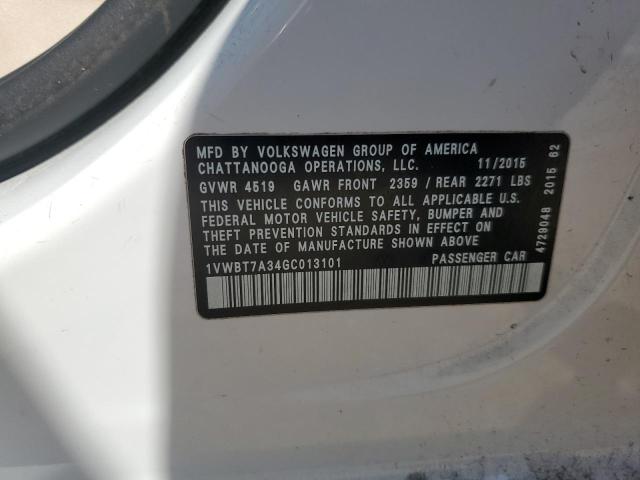 MFD BY VOLKSWAGEN GROUP OF AMERICA
CHATTANOOGA OPERATIONS, LLC. 11/2015
GVWR 4519 GAWR FRONT 2359 / REAR 2271 LBS
THIS VEHICLE CONFORMS TO ALL APPLICABLE U.S.
FEDERAL MOTOR VEHICLE SAFETY, BUMPER AND
THEFT PREVENTION STANDARDS IN EFFECT ON
THE DATE OF MANUFACTURE SHOWN ABOVE
1VWBT7A34GC013101 PASSENGER CAR
4729048 2015 62